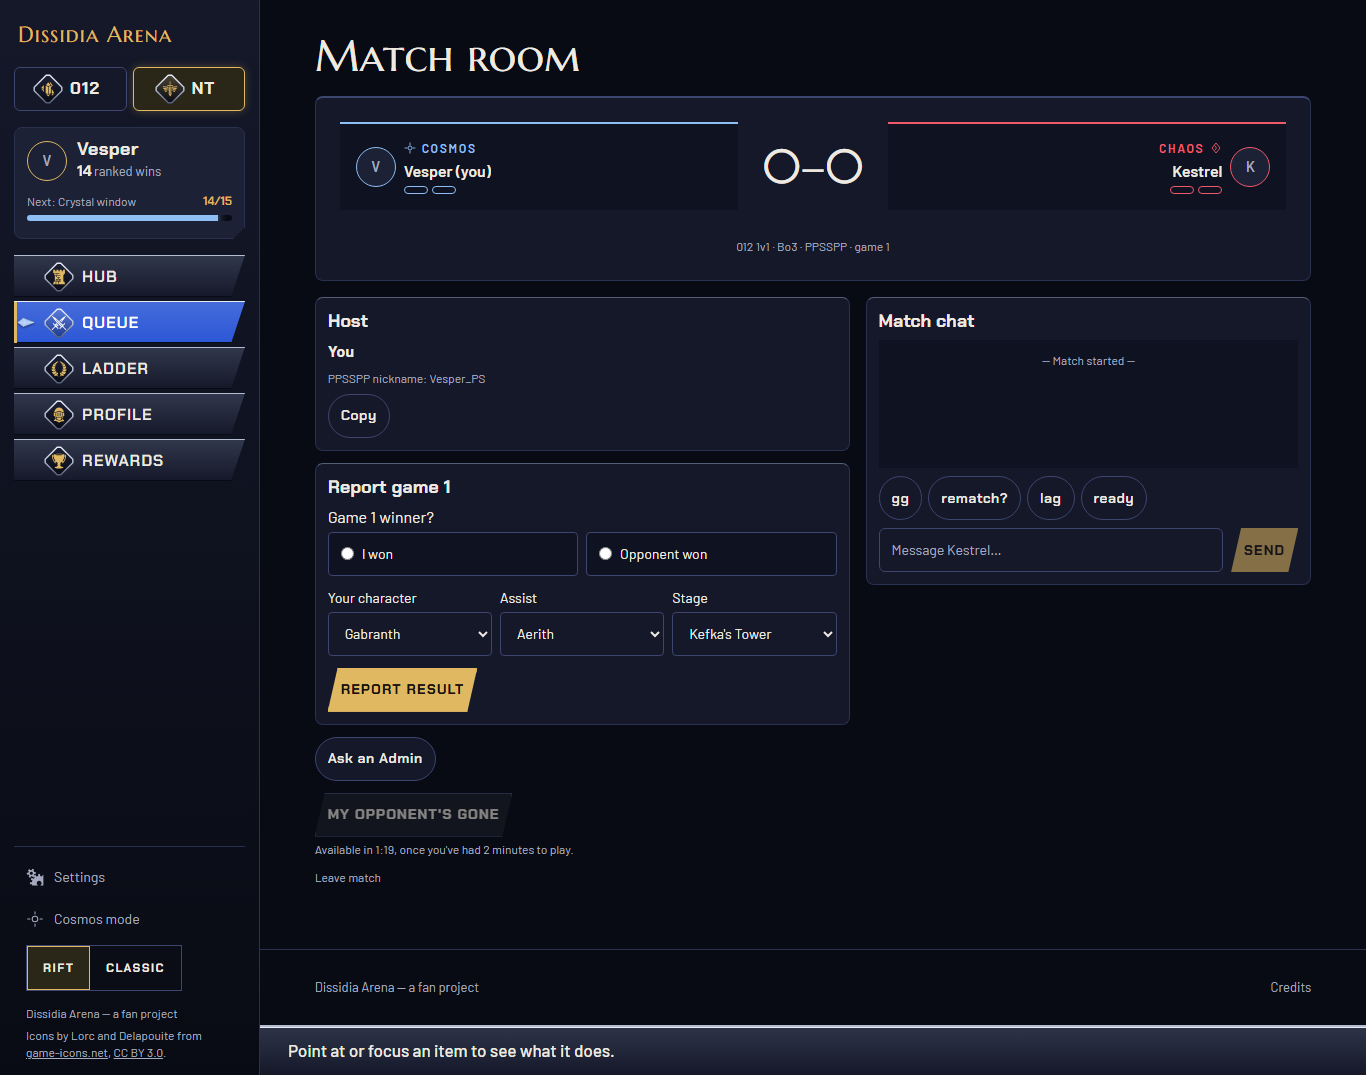 Dissidia Arena
012
NT
V
Vesper
14 ranked wins
Next: Crystal window
14/15
HUB
QUEUE
LADDER
PROFILE
REWARDS
Settings
Cosmos mode
RIFT
CLASSIC
Dissidia Arena — a fan project
Icons by Lorc and Delapouite from
game-icons.net, CC BY 3.0.
Match room
V
COSMOS
Vesper (you)
0–0
CHAOS
Kestrel
K
012 1v1 · Bo3 · PPSSPP · game 1
Host
You
PPSSPP nickname: Vesper_PS
Copy
Report game 1
Game 1 winner?
I won
Opponent won
Your character
Assist
Stage
Gabranth
Aerith
Kefka's Tower
REPORT RESULT
Ask an Admin
MY OPPONENT'S GONE
Available in 1:19, once you've had 2 minutes to play.
Leave match
Match chat
— Match started —
gg
rematch?
lag
ready
Message Kestrel...
SEND
Dissidia Arena — a fan project
Credits
Point at or focus an item to see what it does.